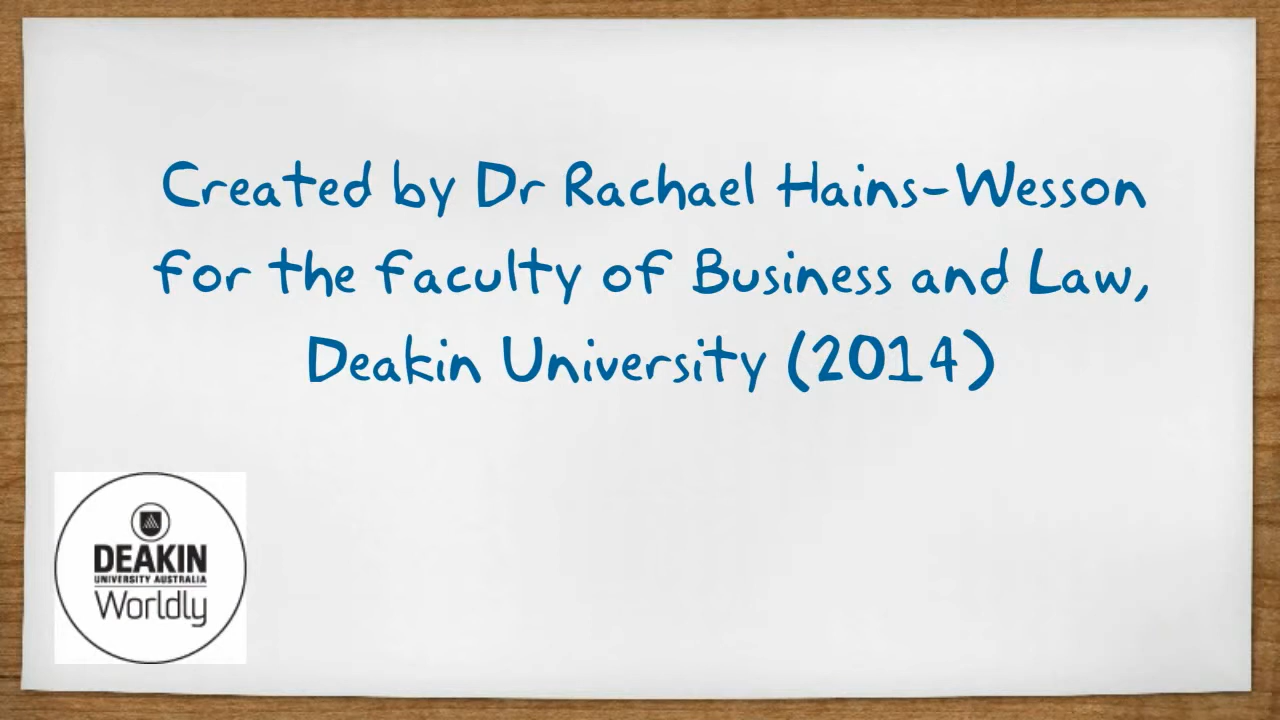 Created by Dr Rachael Hains-Wesson
for the faculty of Business and Law,
Deakin University (2014)
DEAKIN
UNIVERSITY AUSTRALIA
Worldly